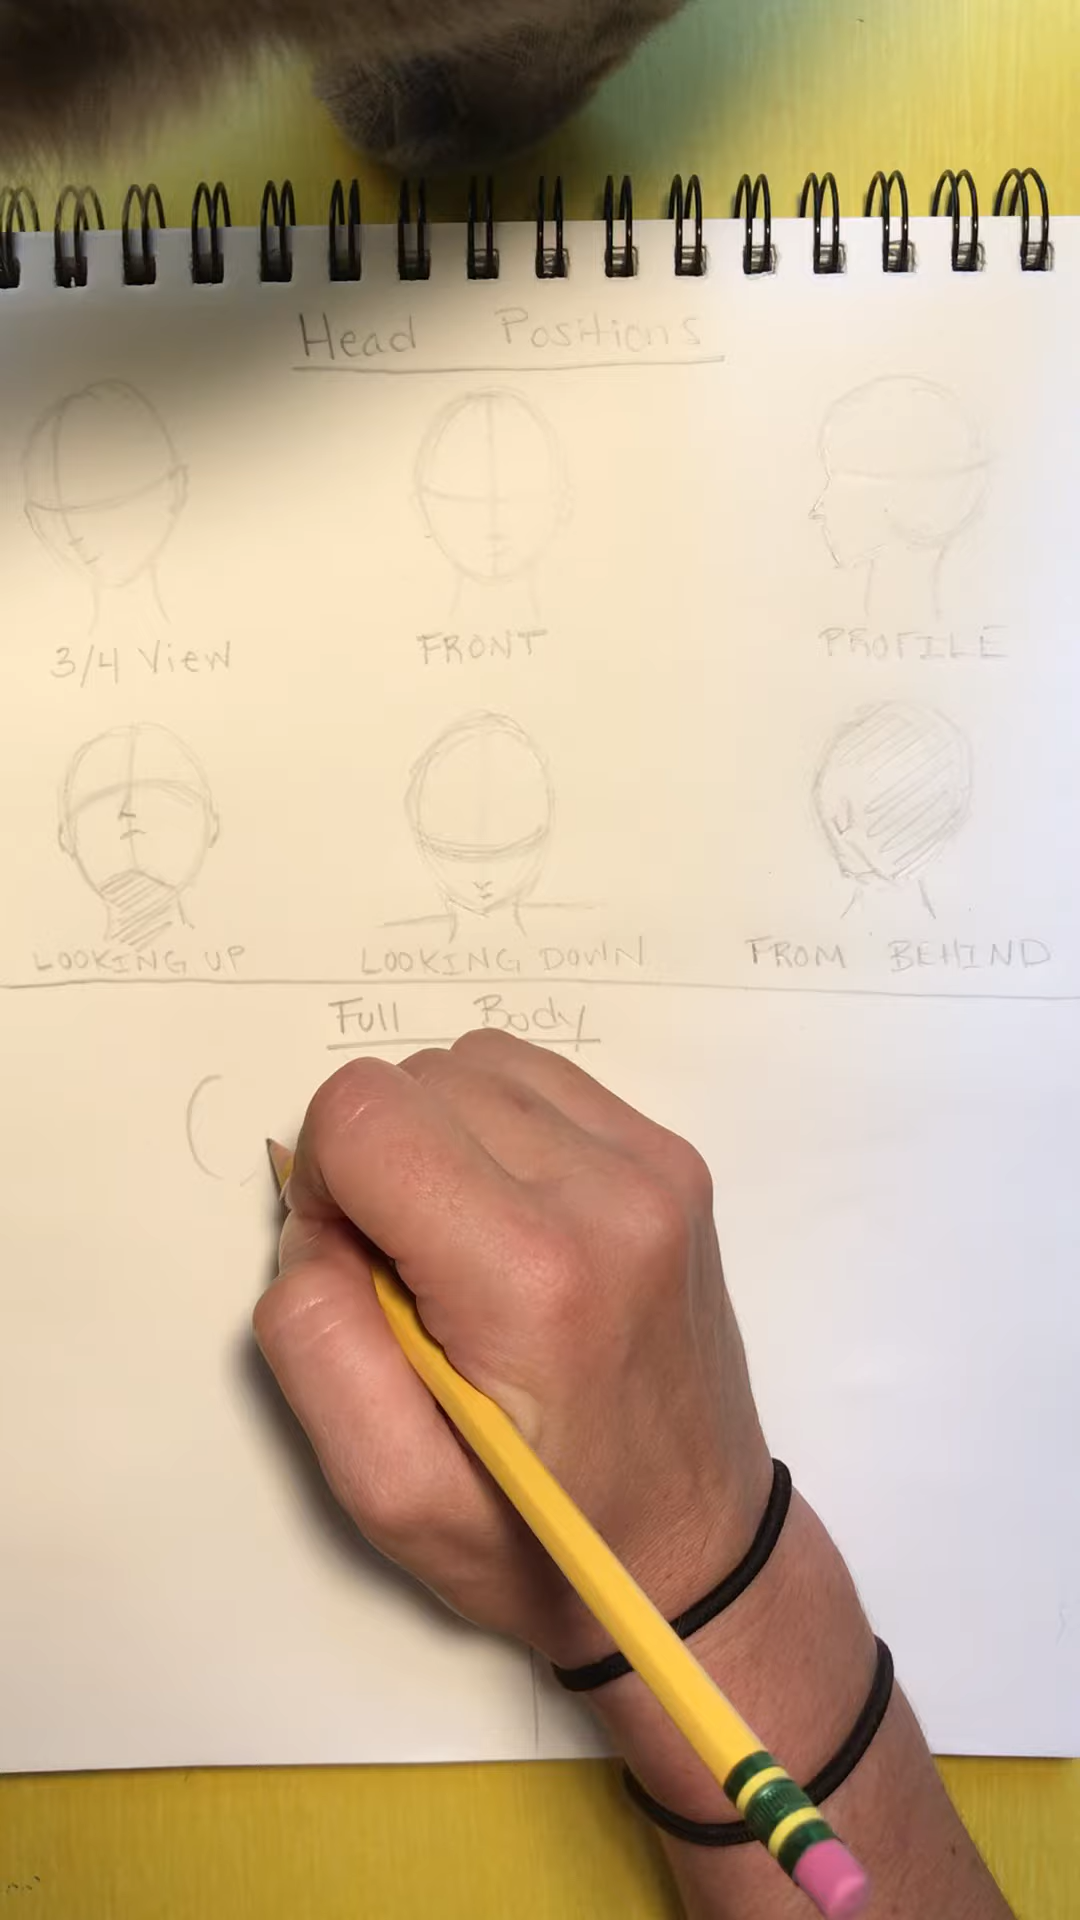 Head Positions
3/4 View FRONT PROFILE
LOOKING UP LOOKING DOWN FROM BEHIND
Full Body